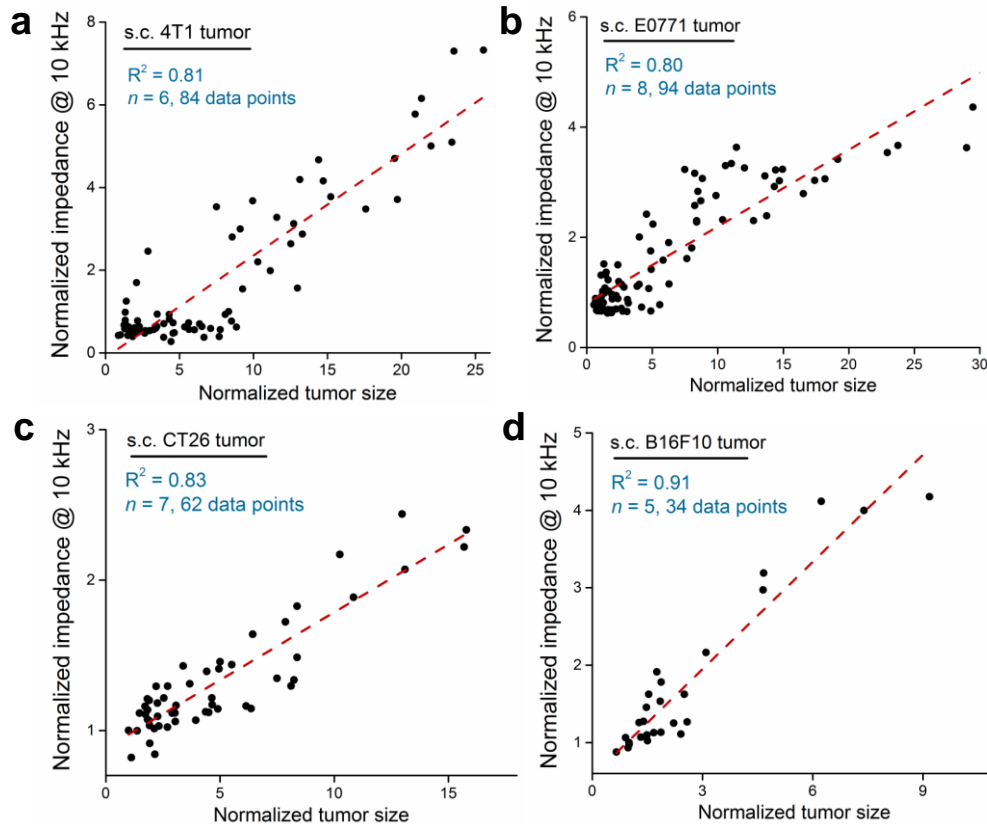 a
s.c. 4T1 tumor
R² = 0.81
n = 6, 84 data points
Normalized impedance @ 10 kHz
8
6
4
2
0
0 5 10 15 20 25
Normalized tumor size
b
s.c. E0771 tumor
R² = 0.80
n = 8, 94 data points
Normalized impedance @ 10 kHz
6
4
2
0
0 5 10 15 20 25 30
Normalized tumor size
c
s.c. CT26 tumor
R² = 0.83
n = 7, 62 data points
Normalized impedance @ 10 kHz
3
2
1
0 5 10 15
Normalized tumor size
d
s.c. B16F10 tumor
R² = 0.91
n = 5, 34 data points
Normalized impedance @ 10 kHz
5
4
3
2
1
0 3 6 9
Normalized tumor size